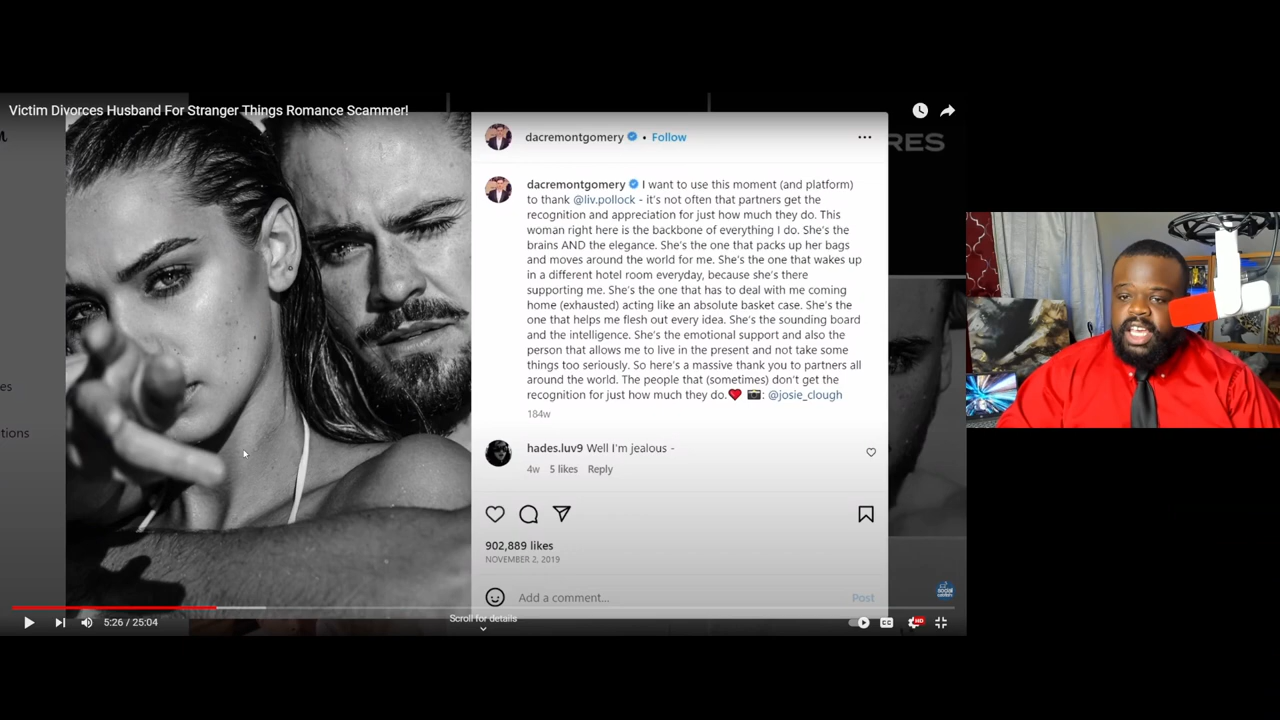 Victim Divorces Husband For Stranger Things Romance Scammer!
dacremontgomery • Follow
RES
dacremontgomery I want to use this moment (and platform)
to thank @liv.pollock - it's not often that partners get the
recognition and appreciation for just how much they do. This
woman right here is the backbone of everything I do. She's the
brains AND the elegance. She's the one that packs up her bags
and moves around the world for me. She's the one that wakes up
in a different hotel room everyday, because she's there
supporting me. She's the one that has to deal with me coming
home (exhausted) acting like an absolute basket case. She's the
one that helps me flesh out every idea. She's the sounding board
and the intelligence. She's the emotional support and also the
person that allows me to live in the present and not take some
things too seriously. So here's a massive thank you to partners all
around the world. The people that (sometimes) don't get the
recognition for just how much they do.❤️ 📷: @josie_clough
184w
es
tions
hades.luv9 Well I'm jealous -
4w 5 likes Reply
902,889 likes
NOVEMBER 2, 2019
Add a comment... Post
social
5:26 / 25:04
Scroll for details
CC
HD